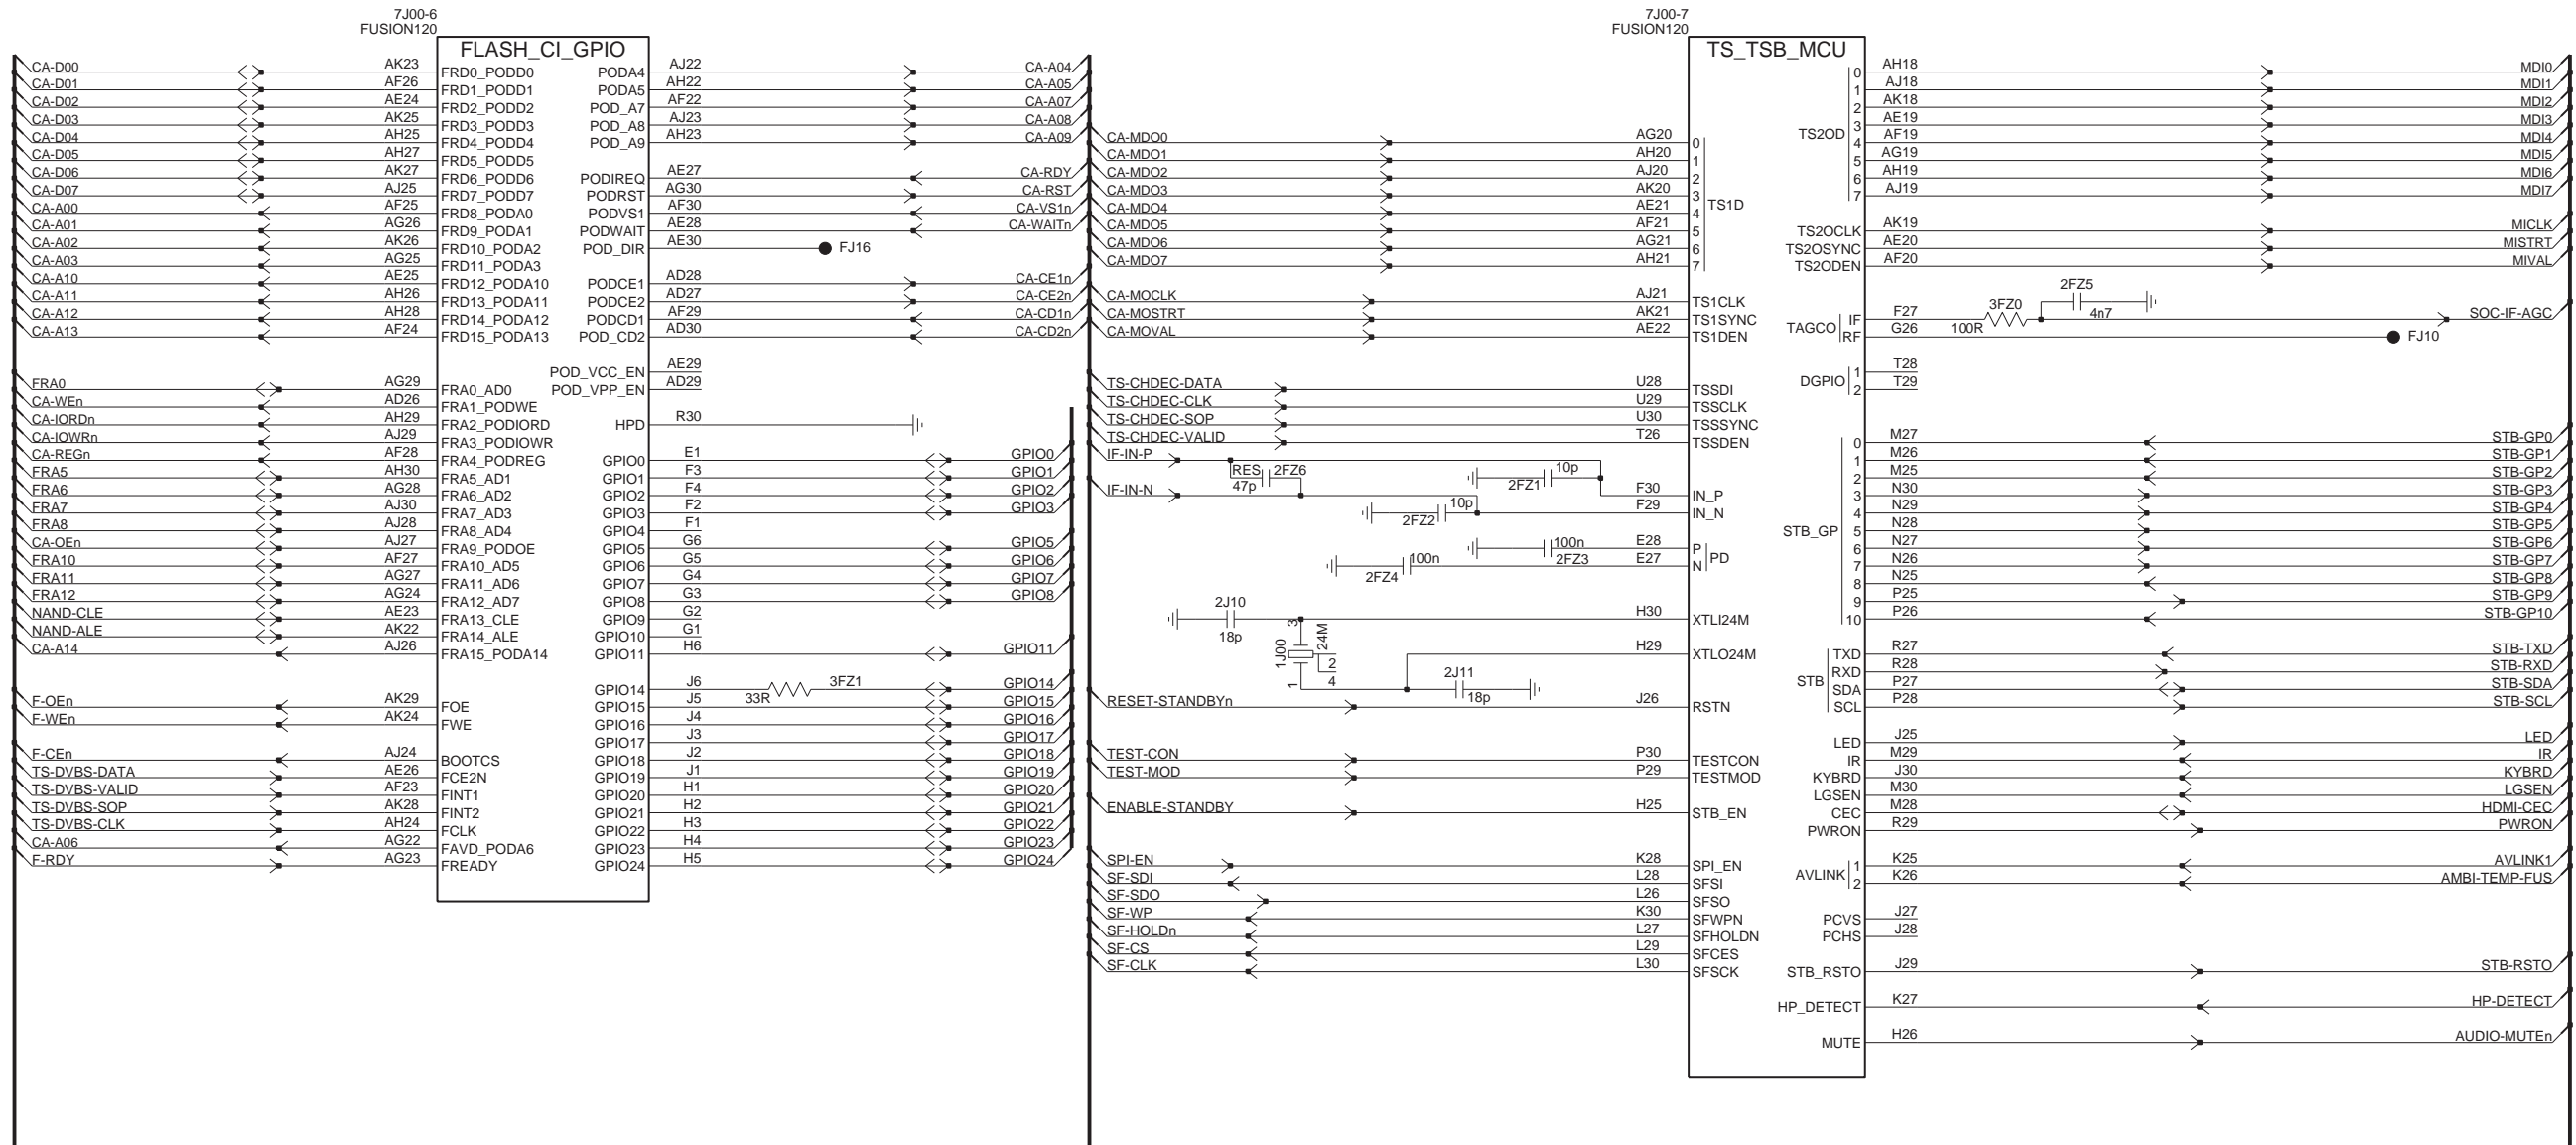 7J00-6
FUSION120
FLASH_CI_GPIO
CA-D00 AK23 FRD0_PODD0
CA-D01 AF26 FRD1_PODD1
CA-D02 AE24 FRD2_PODD2
CA-D03 AK25 FRD3_PODD3
CA-D04 AH25 FRD4_PODD4
CA-D05 AH27 FRD5_PODD5
CA-D06 AK27 FRD6_PODD6
CA-D07 AJ25 FRD7_PODD7
CA-A00 AF25 FRD8_PODA0
CA-A01 AG26 FRD9_PODA1
CA-A02 AK26 FRD10_PODA2
CA-A03 AG25 FRD11_PODA3
CA-A10 AE25 FRD12_PODA10
CA-A11 AH26 FRD13_PODA11
CA-A12 AH28 FRD14_PODA12
CA-A13 AF24 FRD15_PODA13
FRA0 AG29 FRA0_AD0
CA-WEn AD26 FRA1_PODWE
CA-IORDn AH29 FRA2_PODIORD
CA-IOWRn AJ29 FRA3_PODIOWR
CA-REGn AF28 FRA4_PODREG
FRA5 AH30 FRA5_AD1
FRA6 AG28 FRA6_AD2
FRA7 AJ30 FRA7_AD3
FRA8 AJ28 FRA8_AD4
CA-OEn AJ27 FRA9_PODOE
FRA10 AF27 FRA10_AD5
FRA11 AG27 FRA11_AD6
FRA12 AG24 FRA12_AD7
NAND-CLE AE23 FRA13_CLE
NAND-ALE AK22 FRA14_ALE
CA-A14 AJ26 FRA15_PODA14
F-OEn AK29 FOE
F-WEn AK24 FWE
F-CEn AJ24 BOOTCS
TS-DVBS-DATA AE26 FCE2N
TS-DVBS-VALID AF23 FINT1
TS-DVBS-SOP AK28 FINT2
TS-DVBS-CLK AH24 FCLK
CA-A06 AG22 FAVD_PODA6
F-RDY AG23 FREADY
PODA4 AJ22 CA-A04
PODA5 AH22 CA-A05
POD_A7 AF22 CA-A07
POD_A8 AJ23 CA-A08
POD_A9 AH23 CA-A09
PODIREQ AE27 CA-RDY
PODRST AG30 CA-RST
PODVS1 AF30 CA-VS1n
PODWAIT AE28 CA-WAITn
POD_DIR AE30 FJ16
PODCE1 AD28 CA-CE1n
PODCE2 AD27 CA-CE2n
PODCD1 AF29 CA-CD1n
POD_CD2 AD30 CA-CD2n
POD_VCC_EN AE29
POD_VPP_EN AD29
HPD R30
GPIO0 E1 GPIO0
GPIO1 F3 GPIO1
GPIO2 F4 GPIO2
GPIO3 F2 GPIO3
GPIO4 F1
GPIO5 G6 GPIO5
GPIO6 G5 GPIO6
GPIO7 G4 GPIO7
GPIO8 G3 GPIO8
GPIO9 G2
GPIO10 G1
GPIO11 H6 GPIO11
GPIO14 J6 33R 3FZ1 GPIO14
GPIO15 J5 GPIO15
GPIO16 J4 GPIO16
GPIO17 J3 GPIO17
GPIO18 J2 GPIO18
GPIO19 J1 GPIO19
GPIO20 H1 GPIO20
GPIO21 H2 GPIO21
GPIO22 H3 GPIO22
GPIO23 H4 GPIO23
GPIO24 H5 GPIO24
7J00-7
FUSION120
TS_TSB_MCU
CA-MDO0 AG20 0
CA-MDO1 AH20 1
CA-MDO2 AJ20 2
CA-MDO3 AK20 3
TS1D
CA-MDO4 AE21 4
CA-MDO5 AF21 5
CA-MDO6 AG21 6
CA-MDO7 AH21 7
CA-MOCLK AJ21 TS1CLK
CA-MOSTRT AK21 TS1SYNC
CA-MOVAL AE22 TS1DEN
TS-CHDEC-DATA U28 TSSDI
TS-CHDEC-CLK U29 TSSCLK
TS-CHDEC-SOP U30 TSSSYNC
TS-CHDEC-VALID T26 TSSDEN
IF-IN-P RES 2FZ6 47p 10p 2FZ1 F30 IN_P
IF-IN-N 10p 2FZ2 F29 IN_N
100n 2FZ3 E28 P
PD
100n 2FZ4 E27 N
2J10 18p H30 XTLI24M
3 24M 1J00 2 4 1
H29 XTLO24M
2J11 18p
RESET-STANDBYn J26 RSTN
TEST-CON P30 TESTCON
TEST-MOD P29 TESTMOD
ENABLE-STANDBY H25 STB_EN
SPI-EN K28 SPI_EN
SF-SDI L28 SFSI
SF-SDO L26 SFSO
SF-WP K30 SFWPN
SF-HOLDn L27 SFHOLDN
SF-CS L29 SFCES
SF-CLK L30 SFSCK
0 AH18 MDI0
1 AJ18 MDI1
2 AK18 MDI2
3 AE19 MDI3
TS2OD
4 AF19 MDI4
5 AG19 MDI5
6 AH19 MDI6
7 AJ19 MDI7
TS2OCLK AK19 MICLK
TS2OSYNC AE20 MISTRT
TS2ODEN AF20 MIVAL
2FZ5 4n7
TAGCO
IF F27 100R 3FZ0 SOC-IF-AGC
RF G26 FJ10
DGPIO
1 T28
2 T29
0 M27 STB-GP0
1 M26 STB-GP1
2 M25 STB-GP2
3 N30 STB-GP3
4 N29 STB-GP4
STB_GP
5 N28 STB-GP5
6 N27 STB-GP6
7 N26 STB-GP7
8 N25 STB-GP8
9 P25 STB-GP9
10 P26 STB-GP10
STB
TXD R27 STB-TXD
RXD R28 STB-RXD
SDA P27 STB-SDA
SCL P28 STB-SCL
LED J25 LED
IR M29 IR
KYBRD J30 KYBRD
LGSEN M30 LGSEN
CEC M28 HDMI-CEC
PWRON R29 PWRON
AVLINK
1 K25 AVLINK1
2 K26 AMBI-TEMP-FUS
PCVS J27
PCHS J28
STB_RSTO J29 STB-RSTO
HP_DETECT K27 HP-DETECT
MUTE H26 AUDIO-MUTEn